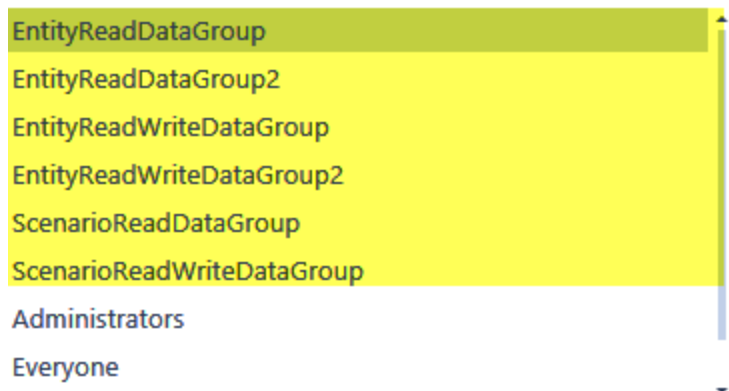 EntityReadDataGroup
EntityReadDataGroup2
EntityReadWriteDataGroup
EntityReadWriteDataGroup2
ScenarioReadDataGroup
ScenarioReadWriteDataGroup
Administrators
Everyone